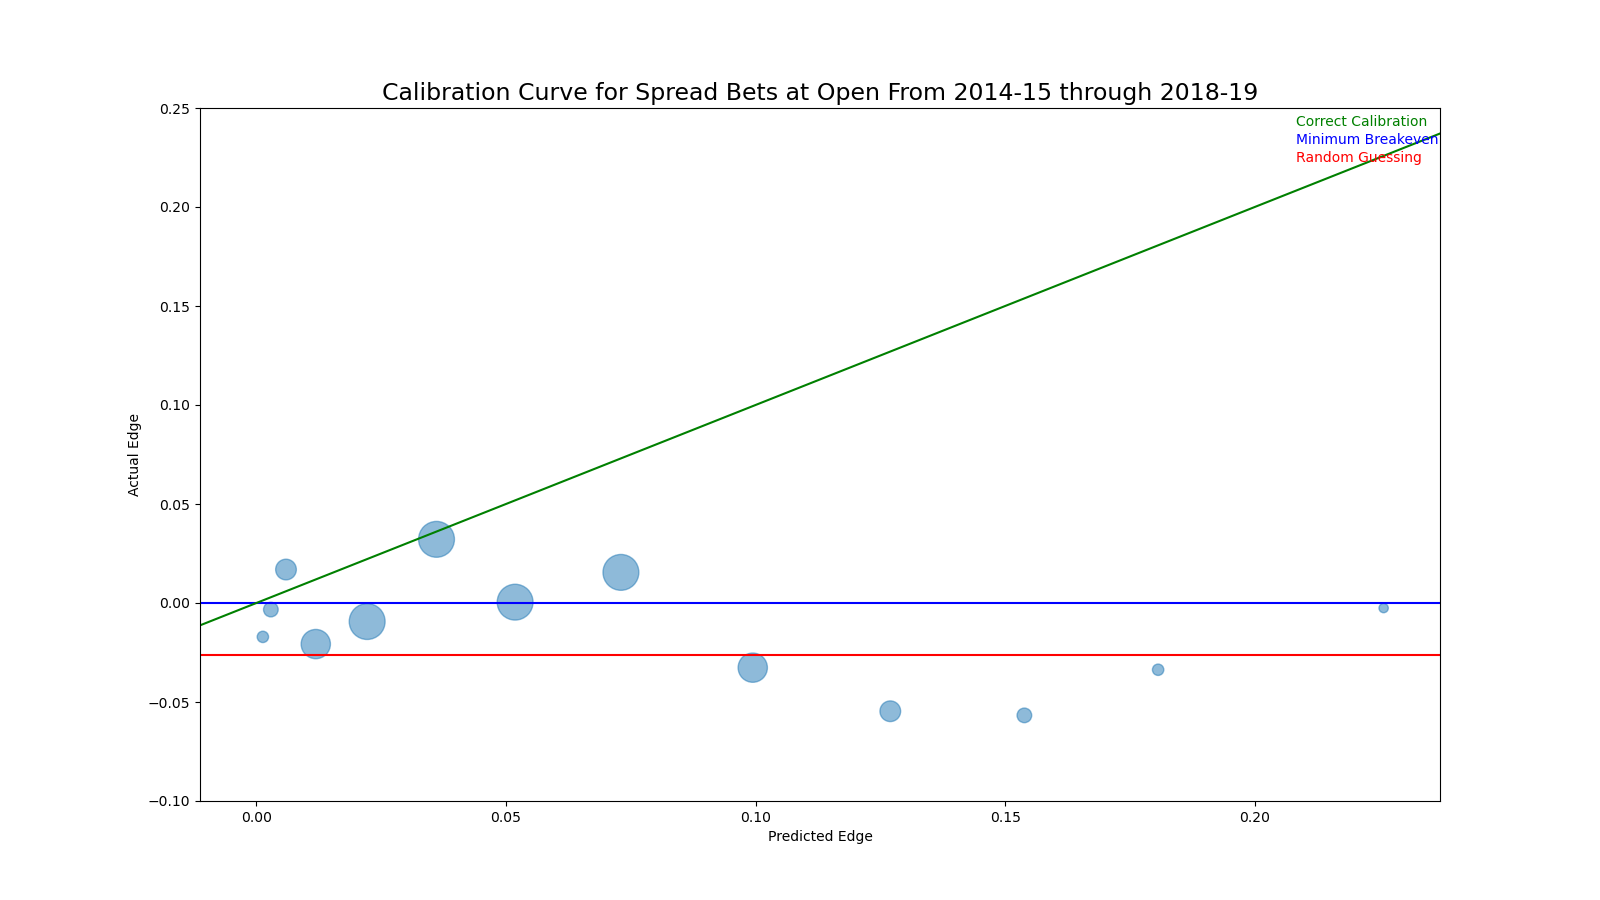 Calibration Curve for Spread Bets at Open From 2014-15 through 2018-19
Correct Calibration
Minimum Breakeven
Random Guessing
0.25
0.20
0.15
0.10
0.05
0.00
−0.05
−0.10
Actual Edge
0.00 0.05 0.10 0.15 0.20
Predicted Edge